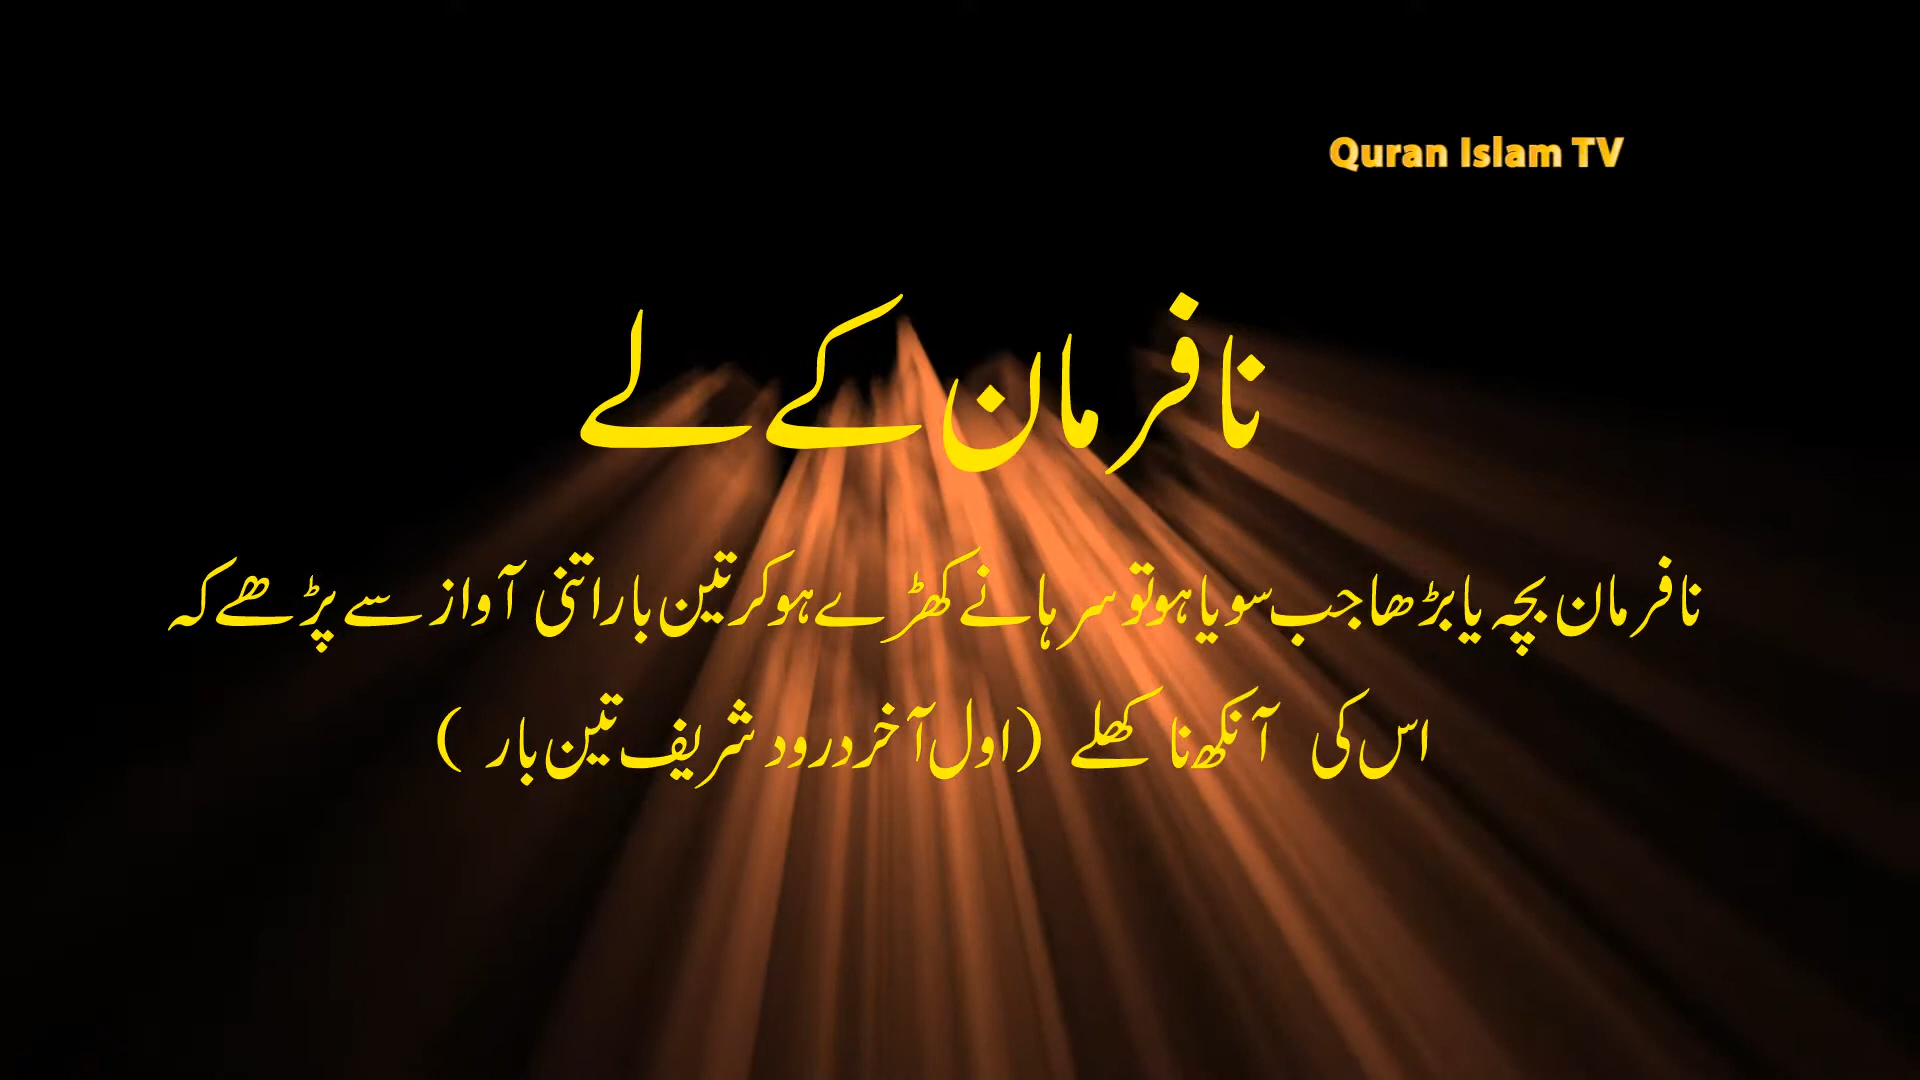 Quran Islam TV
نافرمان کے لے
نافرمان بچہ یا بڑھا جب سویا ہو تو سرہانے کھڑے ہو کر تین بار اتنی آواز سے پڑھے کہ
اس کی آنکھ نا کھلے (اول آخر درود شریف تین بار )